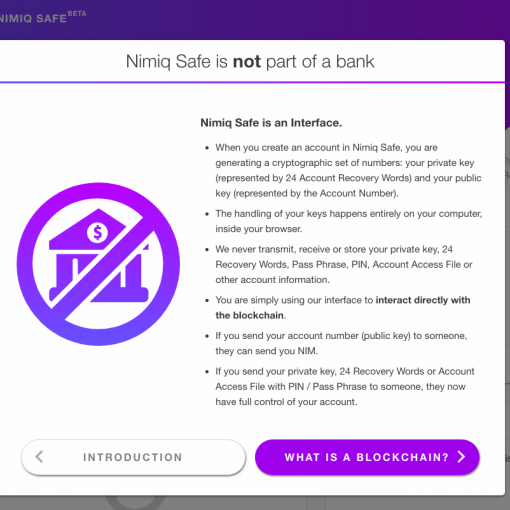 NIMIQ SAFE BETA
Nimiq Safe is not part of a bank
Nimiq Safe is an Interface.
• When you create an account in Nimiq Safe, you are
generating a cryptographic set of numbers: your private key
(represented by 24 Account Recovery Words) and your public
key (represented by the Account Number).
• The handling of your keys happens entirely on your computer,
inside your browser.
• We never transmit, receive or store your private key, 24
Recovery Words, Pass Phrase, PIN, Account Access File or
other account information.
• You are simply using our interface to interact directly with
the blockchain.
• If you send your account number (public key) to someone,
they can send you NIM.
• If you send your private key, 24 Recovery Words or Account
Access File with PIN / Pass Phrase to someone, they now
have full control of your account.
$
INTRODUCTION
WHAT IS A BLOCKCHAIN?